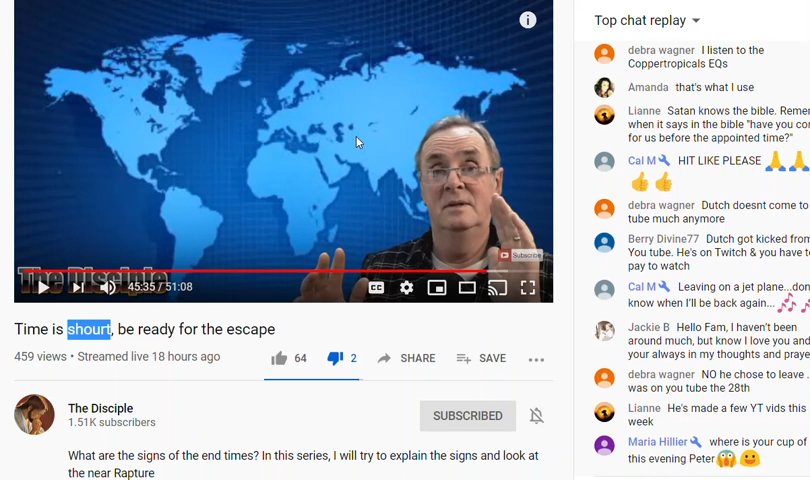 The Disciple
Subscribe
45:35 / 51:08
CC
Time is shourt, be ready for the escape
459 views • Streamed live 18 hours ago
64
2
SHARE
SAVE
The Disciple
1.51K subscribers
SUBSCRIBED
What are the signs of the end times? In this series, I will try to explain the signs and look at
the near Rapture
Top chat replay
debra wagner I listen to the
Coppertropicals EQs
Amanda that's what I use
Lianne Satan knows the bible. Reme
when it says in the bible "have you co
for us before the appointed time?"
Cal M HIT LIKE PLEASE 🙏🙏
👍👍
debra wagner Dutch doesnt come to
tube much anymore
Berry Divine77 Dutch got kicked from
You tube. He's on Twitch & you have t
pay to watch
Cal M Leaving on a jet plane...don
know when I'll be back again... 🎶🎶
Jackie B Hello Fam, I haven't been
around much, but know I love you and
your always in my thoughts and praye
debra wagner NO he chose to leave .
was on you tube the 28th
Lianne He's made a few YT vids this
week
Maria Hillier where is your cup of
this evening Peter😱😀